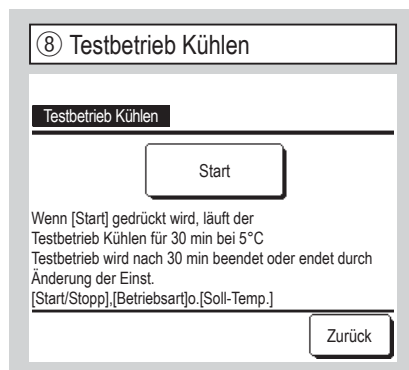 ⑧ Testbetrieb Kühlen
Testbetrieb Kühlen
Start
Wenn [Start] gedrückt wird, läuft der
Testbetrieb Kühlen für 30 min bei 5°C
Testbetrieb wird nach 30 min beendet oder endet durch
Änderung der Einst.
[Start/Stopp],[Betriebsart]o.[Soll-Temp.]
Zurück